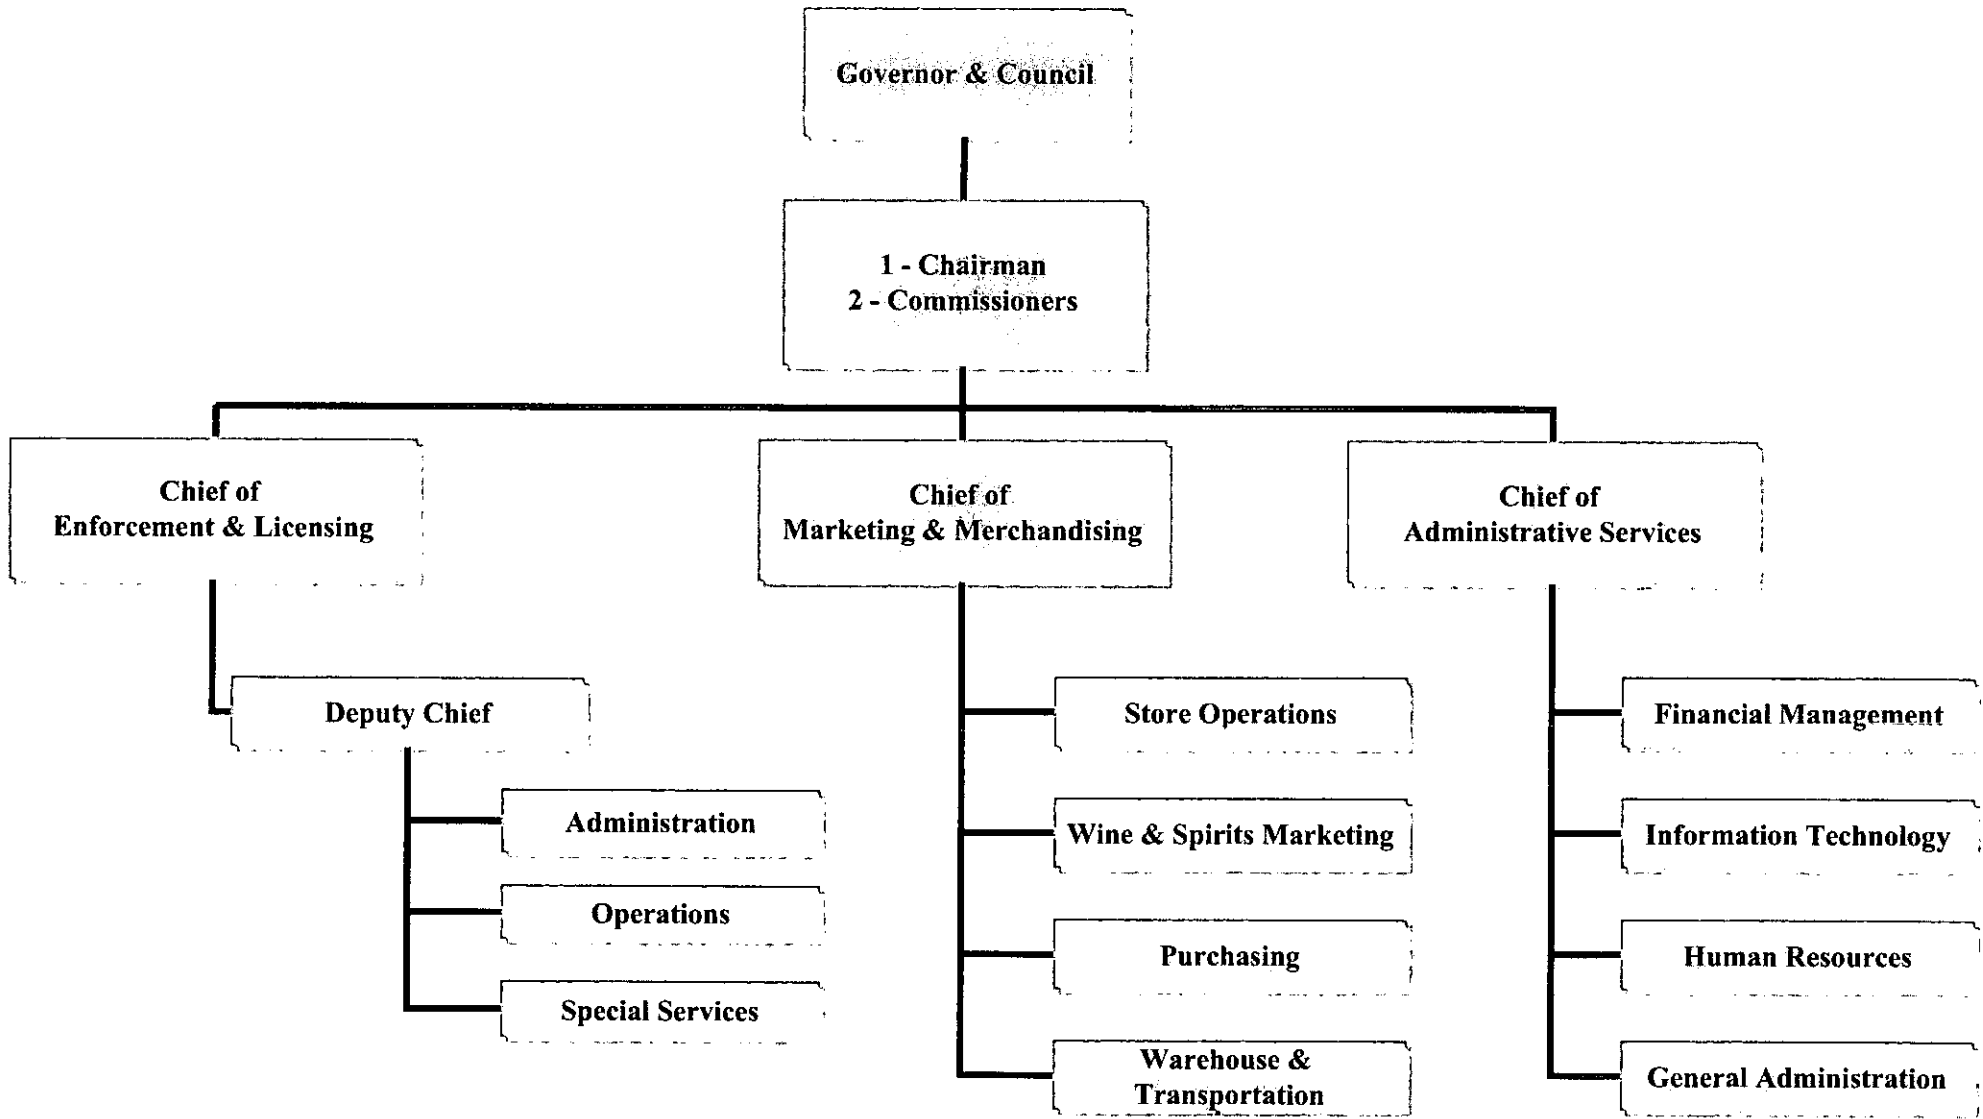 Governor & Council
1 - Chairman
2 - Commissioners
Chief of
Enforcement & Licensing
Chief of
Marketing & Merchandising
Chief of
Administrative Services
Deputy Chief
Administration
Operations
Special Services
Store Operations
Wine & Spirits Marketing
Purchasing
Warehouse &
Transportation
Financial Management
Information Technology
Human Resources
General Administration